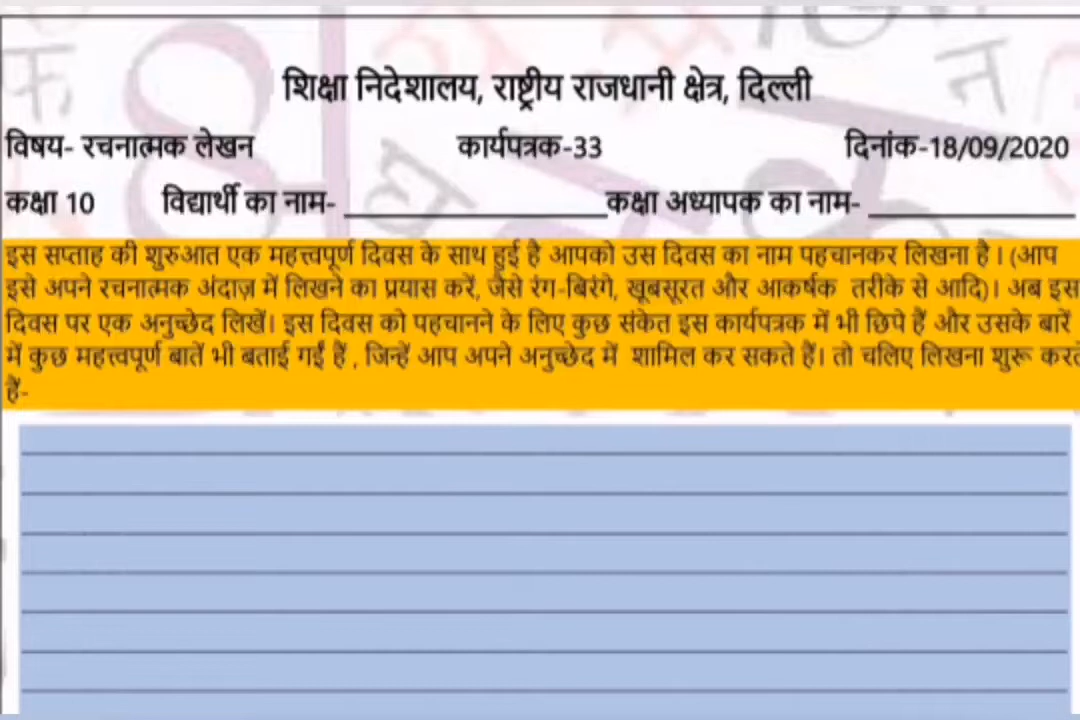 शिक्षा निदेशालय, राष्ट्रीय राजधानी क्षेत्र, दिल्ली
विषय- रचनात्मक लेखन कार्यपत्रक-33 दिनांक-18/09/2020
कक्षा 10 विद्यार्थी का नाम- ____________________कक्षा अध्यापक का नाम- ________________
इस सप्ताह की शुरुआत एक महत्त्वपूर्ण दिवस के साथ हुई है आपको उस दिवस का नाम पहचानकर लिखना है। (आप
इसे अपने रचनात्मक अंदाज़ में लिखने का प्रयास करें, जैसे रंग-बिरंगे, खूबसूरत और आकर्षक तरीके से आदि)। अब इस
दिवस पर एक अनुच्छेद लिखें। इस दिवस को पहचानने के लिए कुछ संकेत इस कार्यपत्रक में भी छिपे हैं और उसके बारें
में कुछ महत्त्वपूर्ण बातें भी बताई गईं हैं , जिन्हें आप अपने अनुच्छेद में शामिल कर सकते हैं। तो चलिए लिखना शुरू करते
हैं-
क
घ
न